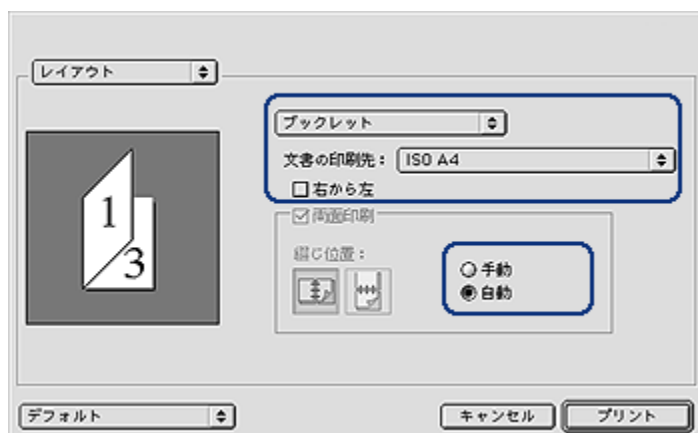 レイアウト
ブックレット
文書の印刷先： ISO A4
右から左
両面印刷
綴じ位置：
手動
自動
1
3
デフォルト
キャンセル
プリント